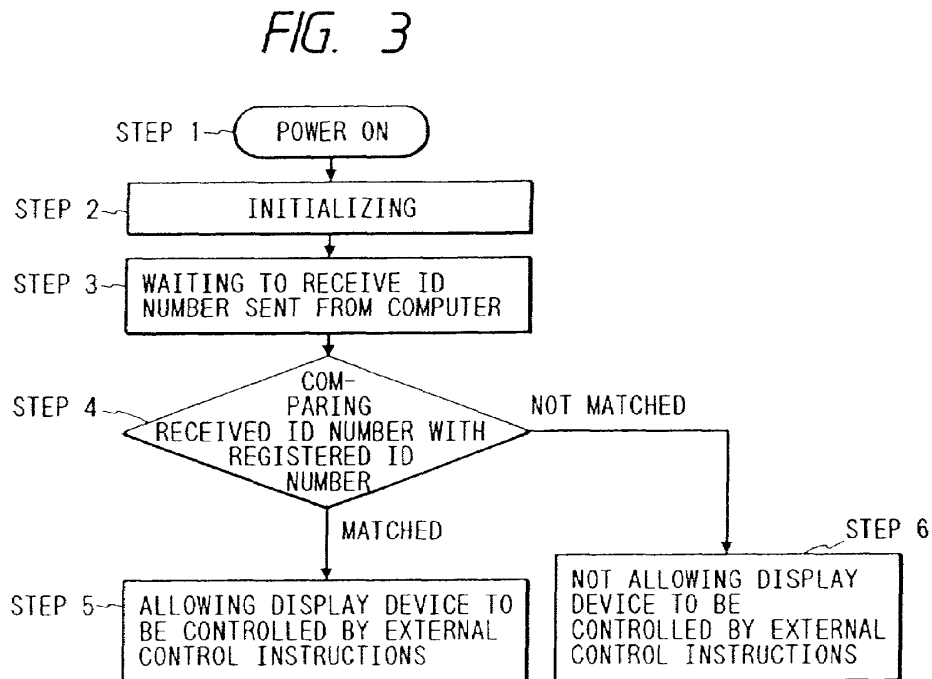 FIG. 3
STEP 1
POWER ON
STEP 2
INITIALIZING
STEP 3
WAITING TO RECEIVE ID
NUMBER SENT FROM COMPUTER
STEP 4
COM-
PARING
RECEIVED ID NUMBER WITH
REGISTERED ID
NUMBER
NOT MATCHED
MATCHED
STEP 5
ALLOWING DISPLAY DEVICE TO
BE CONTROLLED BY EXTERNAL
CONTROL INSTRUCTIONS
STEP 6
NOT ALLOWING DISPLAY
DEVICE TO BE
CONTROLLED BY EXTERNAL
CONTROL INSTRUCTIONS